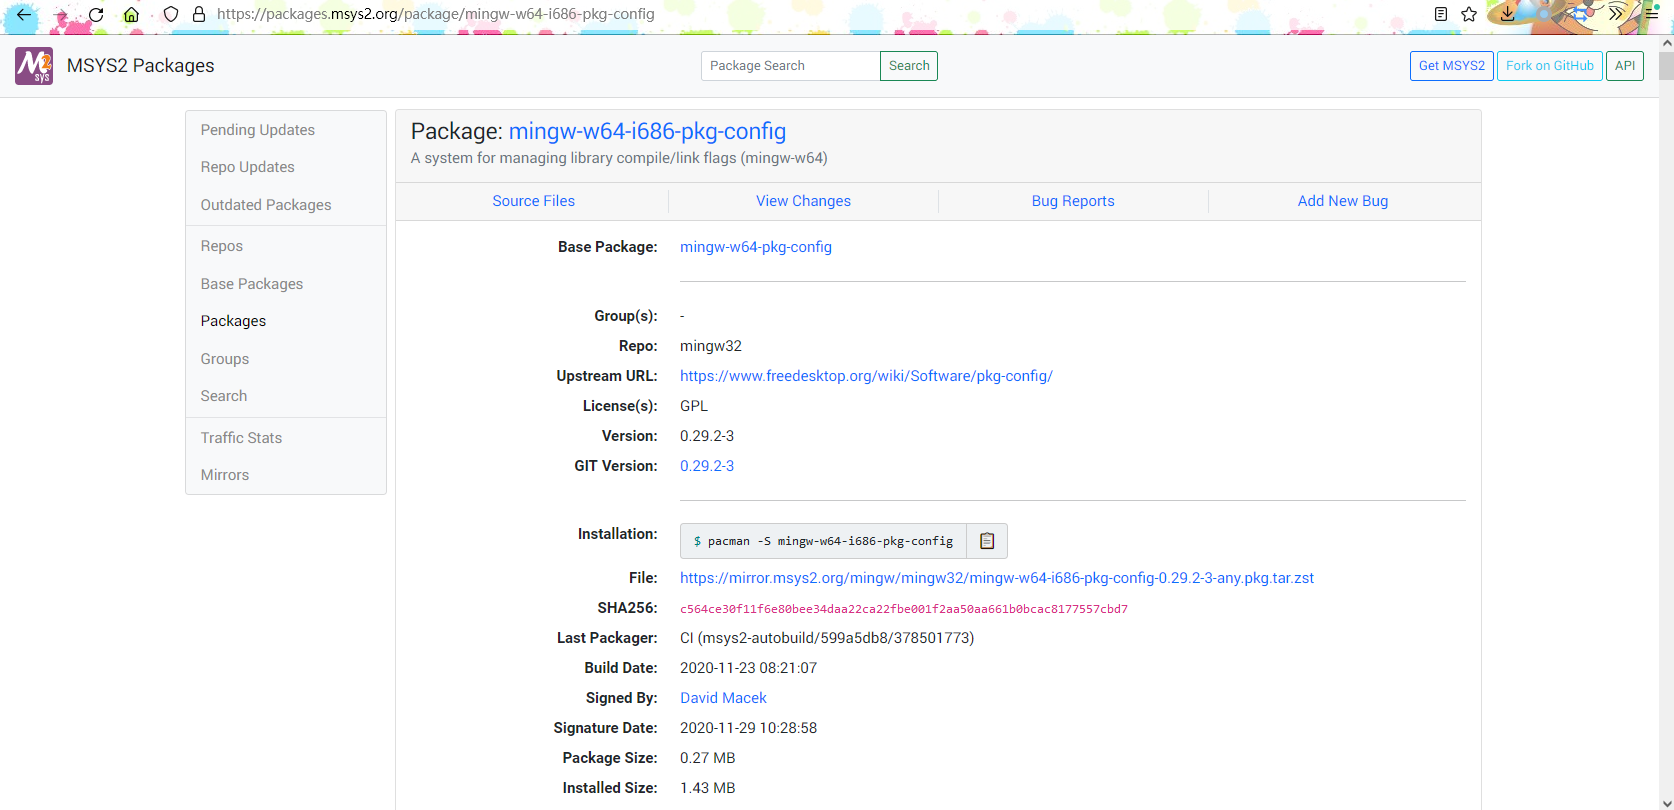 https://packages.msys2.org/package/mingw-w64-i686-pkg-config
M2 sys
MSYS2 Packages
Package Search
Search
Get MSYS2
Fork on GitHub
API
Pending Updates
Repo Updates
Outdated Packages
Repos
Base Packages
Packages
Groups
Search
Traffic Stats
Mirrors
Package: mingw-w64-i686-pkg-config
A system for managing library compile/link flags (mingw-w64)
Source Files
View Changes
Bug Reports
Add New Bug
Base Package: mingw-w64-pkg-config
Group(s): -
Repo: mingw32
Upstream URL: https://www.freedesktop.org/wiki/Software/pkg-config/
License(s): GPL
Version: 0.29.2-3
GIT Version: 0.29.2-3
Installation: $ pacman -S mingw-w64-i686-pkg-config
File: https://mirror.msys2.org/mingw/mingw32/mingw-w64-i686-pkg-config-0.29.2-3-any.pkg.tar.zst
SHA256: c564ce30f11f6e80bee34daa22ca22fbe001f2aa50aa661b0bcac8177557cbd7
Last Packager: CI (msys2-autobuild/599a5db8/378501773)
Build Date: 2020-11-23 08:21:07
Signed By: David Macek
Signature Date: 2020-11-29 10:28:58
Package Size: 0.27 MB
Installed Size: 1.43 MB